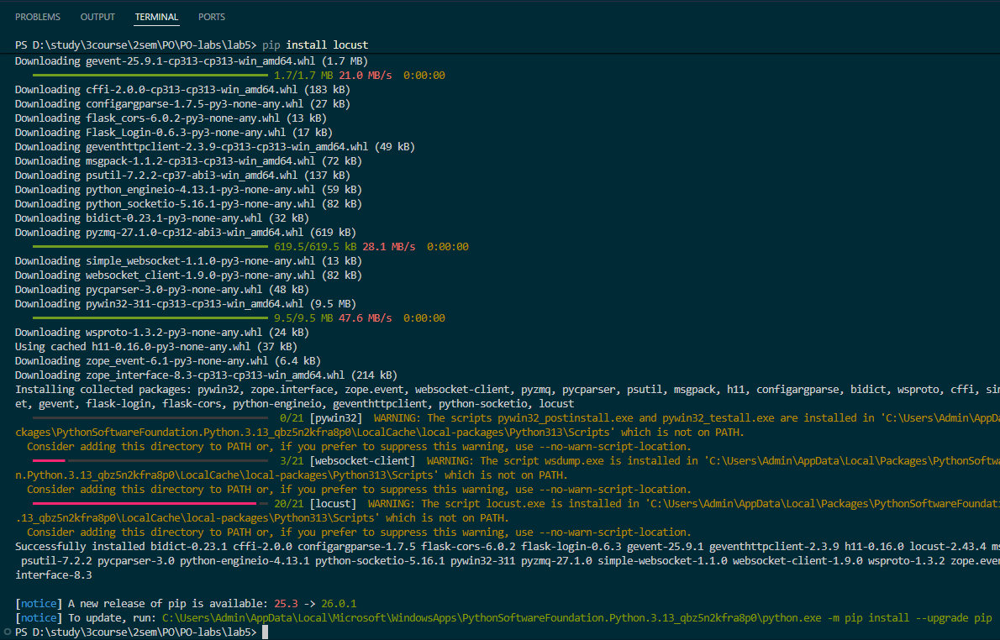 PROBLEMS OUTPUT TERMINAL PORTS
PS D:\study\3course\2sem\PO\PO-labs\lab5> pip install locust
Downloading gevent-25.9.1-cp313-cp313-win_amd64.whl (1.7 MB)
1.7/1.7 MB 21.0 MB/s 0:00:00
Downloading cffi-2.0.0-cp313-cp313-win_amd64.whl (183 kB)
Downloading configargparse-1.7.5-py3-none-any.whl (27 kB)
Downloading flask_cors-6.0.2-py3-none-any.whl (13 kB)
Downloading Flask_Login-0.6.3-py3-none-any.whl (17 kB)
Downloading geventhttpclient-2.3.9-cp313-cp313-win_amd64.whl (49 kB)
Downloading msgpack-1.1.2-cp313-cp313-win_amd64.whl (72 kB)
Downloading psutil-7.2.2-cp37-abi3-win_amd64.whl (137 kB)
Downloading python_engineio-4.13.1-py3-none-any.whl (59 kB)
Downloading python_socketio-5.16.1-py3-none-any.whl (82 kB)
Downloading bidict-0.23.1-py3-none-any.whl (32 kB)
Downloading pyzmq-27.1.0-cp312-abi3-win_amd64.whl (619 kB)
619.5/619.5 kB 28.1 MB/s 0:00:00
Downloading simple_websocket-1.1.0-py3-none-any.whl (13 kB)
Downloading websocket_client-1.9.0-py3-none-any.whl (82 kB)
Downloading pycparser-3.0-py3-none-any.whl (48 kB)
Downloading pywin32-311-cp313-cp313-win_amd64.whl (9.5 MB)
9.5/9.5 MB 47.6 MB/s 0:00:00
Downloading wsproto-1.3.2-py3-none-any.whl (24 kB)
Using cached h11-0.16.0-py3-none-any.whl (37 kB)
Downloading zope_event-6.1-py3-none-any.whl (6.4 kB)
Downloading zope_interface-8.3-cp313-cp313-win_amd64.whl (214 kB)
Installing collected packages: pywin32, zope.interface, zope.event, websocket-client, pyzmq, pycparser, psutil, msgpack, h11, configargparse, bidict, wsproto, cffi, sim
et, gevent, flask-login, flask-cors, python-engineio, geventhttpclient, python-socketio, locust
0/21 [pywin32] WARNING: The scripts pywin32_postinstall.exe and pywin32_testall.exe are installed in 'C:\Users\Admin\AppDa
ckages\PythonSoftwareFoundation.Python.3.13_qbz5n2kfra8p0\LocalCache\local-packages\Python313\Scripts' which is not on PATH.
Consider adding this directory to PATH or, if you prefer to suppress this warning, use --no-warn-script-location.
3/21 [websocket-client] WARNING: The script wsdump.exe is installed in 'C:\Users\Admin\AppData\Local\Packages\PythonSoftwa
n.Python.3.13_qbz5n2kfra8p0\LocalCache\local-packages\Python313\Scripts' which is not on PATH.
Consider adding this directory to PATH or, if you prefer to suppress this warning, use --no-warn-script-location.
20/21 [locust] WARNING: The script locust.exe is installed in 'C:\Users\Admin\AppData\Local\Packages\PythonSoftwareFoundati
.13_qbz5n2kfra8p0\LocalCache\local-packages\Python313\Scripts' which is not on PATH.
Consider adding this directory to PATH or, if you prefer to suppress this warning, use --no-warn-script-location.
Successfully installed bidict-0.23.1 cffi-2.0.0 configargparse-1.7.5 flask-cors-6.0.2 flask-login-0.6.3 gevent-25.9.1 geventhttpclient-2.3.9 h11-0.16.0 locust-2.43.4 ms
psutil-7.2.2 pycparser-3.0 python-engineio-4.13.1 python-socketio-5.16.1 pywin32-311 pyzmq-27.1.0 simple-websocket-1.1.0 websocket-client-1.9.0 wsproto-1.3.2 zope.even
interface-8.3
[notice] A new release of pip is available: 25.3 -> 26.0.1
[notice] To update, run: C:\Users\Admin\AppData\Local\Microsoft\WindowsApps\PythonSoftwareFoundation.Python.3.13_qbz5n2kfra8p0\python.exe -m pip install --upgrade pip
PS D:\study\3course\2sem\PO\PO-labs\lab5>